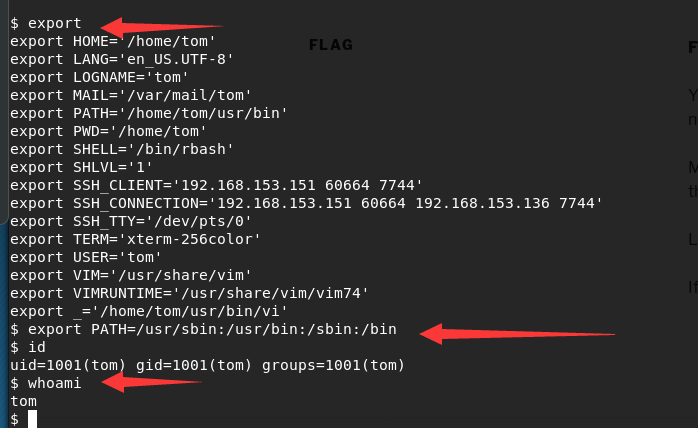 $ export
export HOME='/home/tom'
FLAG
export LANG='en_US.UTF-8'
export LOGNAME='tom'
export MAIL='/var/mail/tom'
export PATH='/home/tom/usr/bin'
export PWD='/home/tom'
export SHELL='/bin/rbash'
export SHLVL='1'
export SSH_CLIENT='192.168.153.151 60664 7744'
export SSH_CONNECTION='192.168.153.151 60664 192.168.153.136 7744'
export SSH_TTY='/dev/pts/0'
export TERM='xterm-256color'
export USER='tom'
export VIM='/usr/share/vim'
export VIMRUNTIME='/usr/share/vim/vim74'
export _='/home/tom/usr/bin/vi'
$ export PATH=/usr/sbin:/usr/bin:/sbin:/bin
$ id
uid=1001(tom) gid=1001(tom) groups=1001(tom)
$ whoami
tom
$